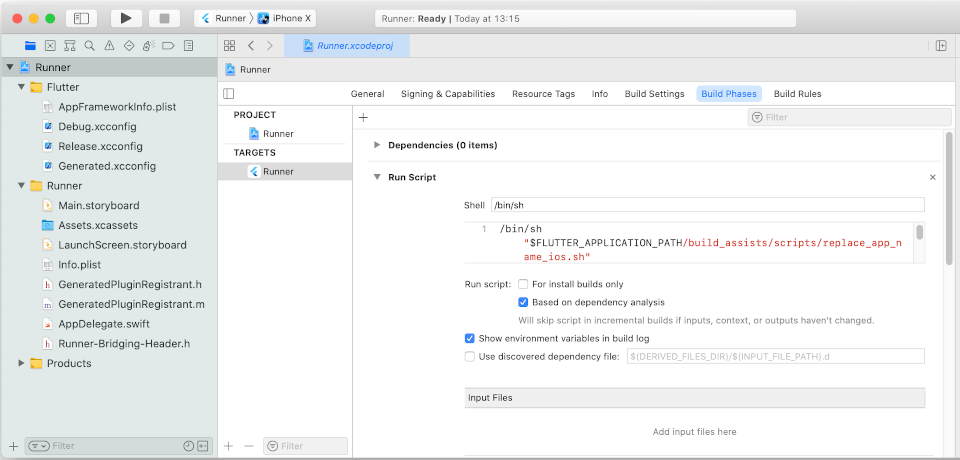 Runner
iPhone X
Runner: Ready | Today at 13:15
Runner.xcodeproj
Runner
Flutter
AppFrameworkInfo.plist
Debug.xcconfig
Release.xcconfig
Generated.xcconfig
Runner
Main.storyboard
Assets.xcassets
LaunchScreen.storyboard
Info.plist
GeneratedPluginRegistrant.h
GeneratedPluginRegistrant.m
AppDelegate.swift
Runner-Bridging-Header.h
Products
Filter
Runner
General Signing & Capabilities Resource Tags Info Build Settings Build Phases Build Rules
PROJECT
Runner
TARGETS
Runner
Filter
Filter
Dependencies (0 items)
Run Script
Shell /bin/sh
1 /bin/sh
"$FLUTTER_APPLICATION_PATH/build_assists/scripts/replace_app_n
ame_ios.sh"
Run script: For install builds only
Based on dependency analysis
Will skip script in incremental builds if inputs, context, or outputs haven't changed.
Show environment variables in build log
Use discovered dependency file: $(DERIVED_FILES_DIR)/$(INPUT_FILE_PATH).d
Input Files
Add input files here